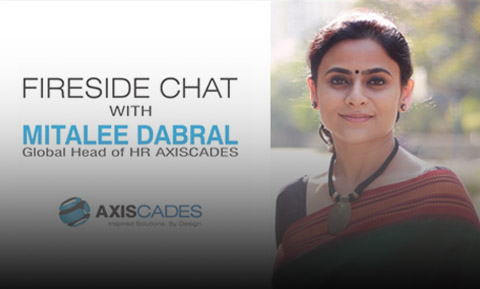 FIRESIDE CHAT
WITH
MITALEE DABRAL
Global Head of HR AXISCADES
AXISCADES
Inspired Solutions. By Design